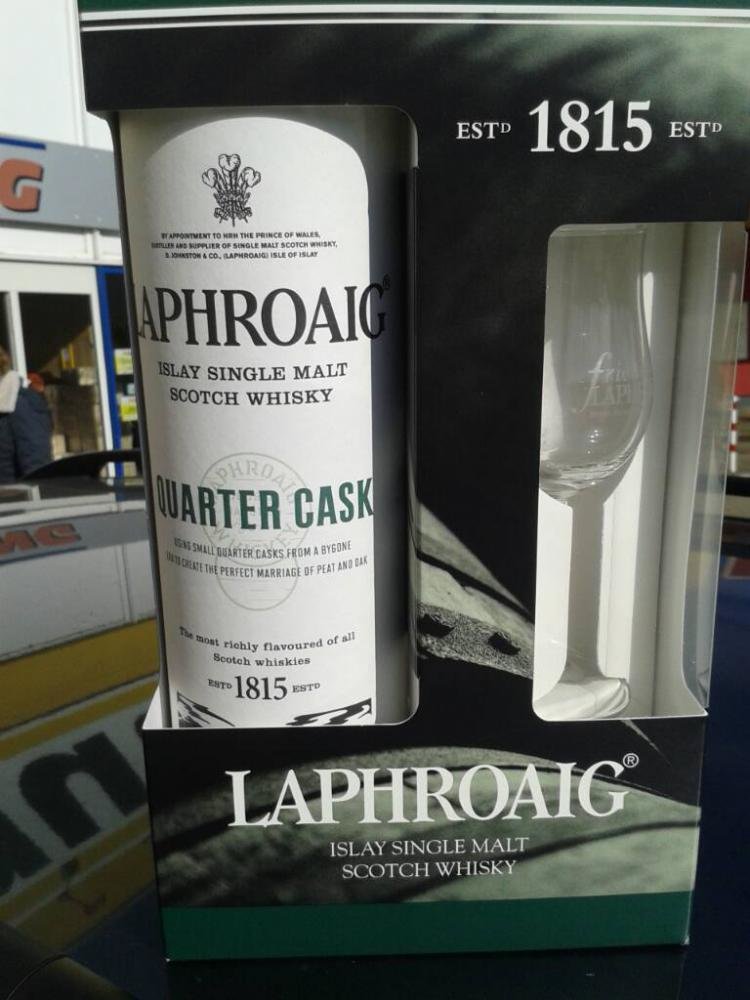 ESTD 1815 ESTD
BY APPOINTMENT TO HRH THE PRINCE OF WALES,
DISTILLER AND SUPPLIER OF SINGLE MALT SCOTCH WHISKY,
D. JOHNSTON & CO., (LAPHROAIG) ISLE OF ISLAY
LAPHROAIG®
ISLAY SINGLE MALT
SCOTCH WHISKY
LAPHROAIG
WHISKY
QUARTER CASK
USING SMALL QUARTER CASKS FROM A BYGONE
TO CREATE THE PERFECT MARRIAGE OF PEAT AND OAK
The most richly flavoured of all
Scotch whiskies
ESTD 1815 ESTD
LAPHROAIG®
ISLAY SINGLE MALT
SCOTCH WHISKY
G